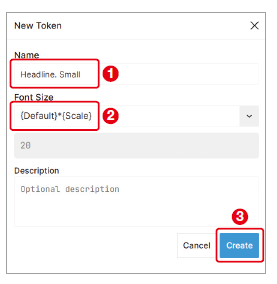 New Token
Name
Headline. Small
1
Font Size
{Default}*{Scale}
2
20
Description
Optional description
3
Cancel
Create